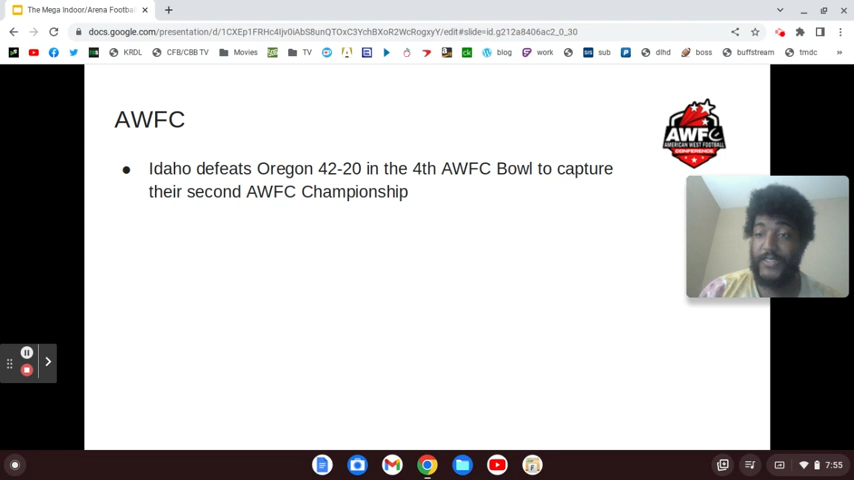 The Mega Indoor/Arena Footba
docs.google.com/presentation/d/1CXEp1FRHc4Ijv0iAbS8unQTOxC3YchBXoR2WcRogxyY/edit#slide=id.g212a8406ac2_0_30
KRDL CFB/CBB TV Movies TV blog work sub dlhd boss buffstream tmdc »
AWFC
AWFC
AMERICAN WEST FOOTBALL
CONFERENCE
● Idaho defeats Oregon 42-20 in the 4th AWFC Bowl to capture
their second AWFC Championship
7:55